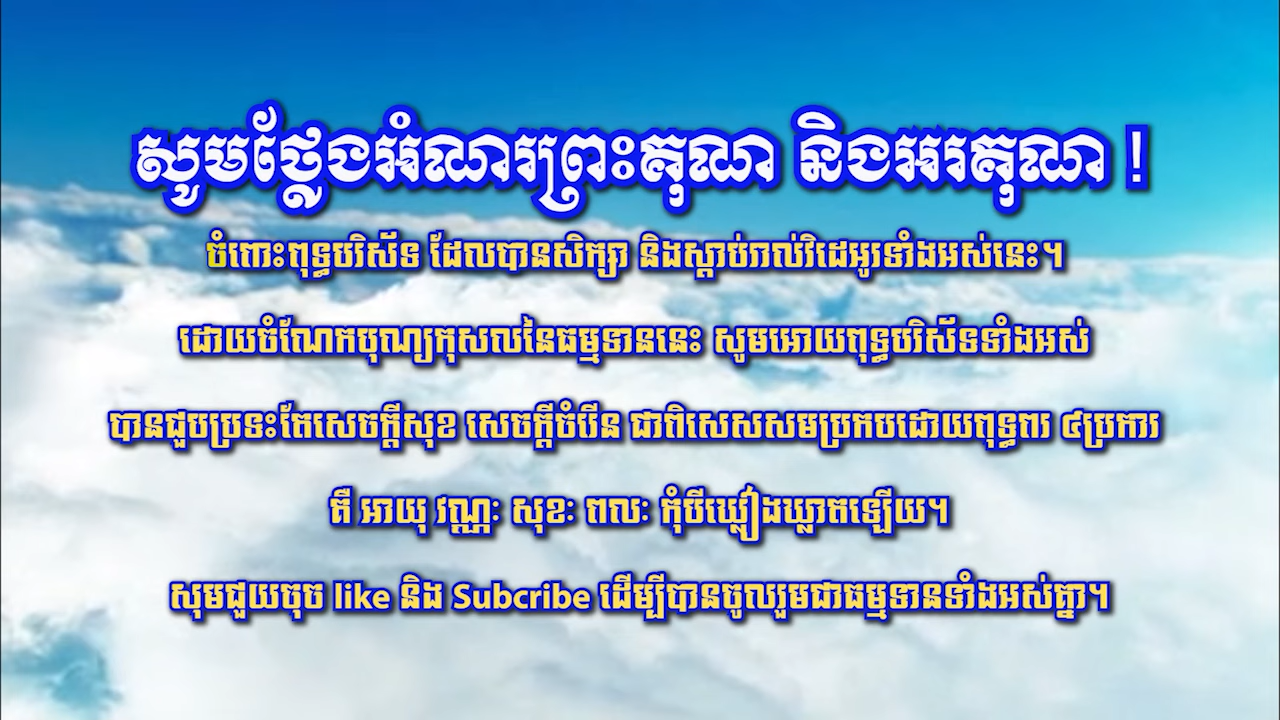 សូមថ្លែងអំណរព្រះគុណ និងអរគុណ !
ចំពោះពុទ្ធបរិស័ទ ដែលបានសិក្សា និងស្តាប់រាល់វិដេអូរទាំងអស់នេះ។
ដោយចំណែកបុណ្យកុសលនៃធម្មទាននេះ សូមអោយពុទ្ធបរិស័ទទាំងអស់
បានជួបប្រទះតែសេចក្តីសុខ សេចក្តីចំរើន ជាពិសេសសមប្រកបដោយពុទ្ធពរ ៤ប្រការ
គឺ អាយុ វណ្ណៈ សុខៈ ពលៈ កុំបីឃ្លៀងឃ្លាតឡើយ។
សុមជួយចុច like និង Subcribe ដើម្បីបានចូលរួមជាធម្មទានទាំងអស់គ្នា។